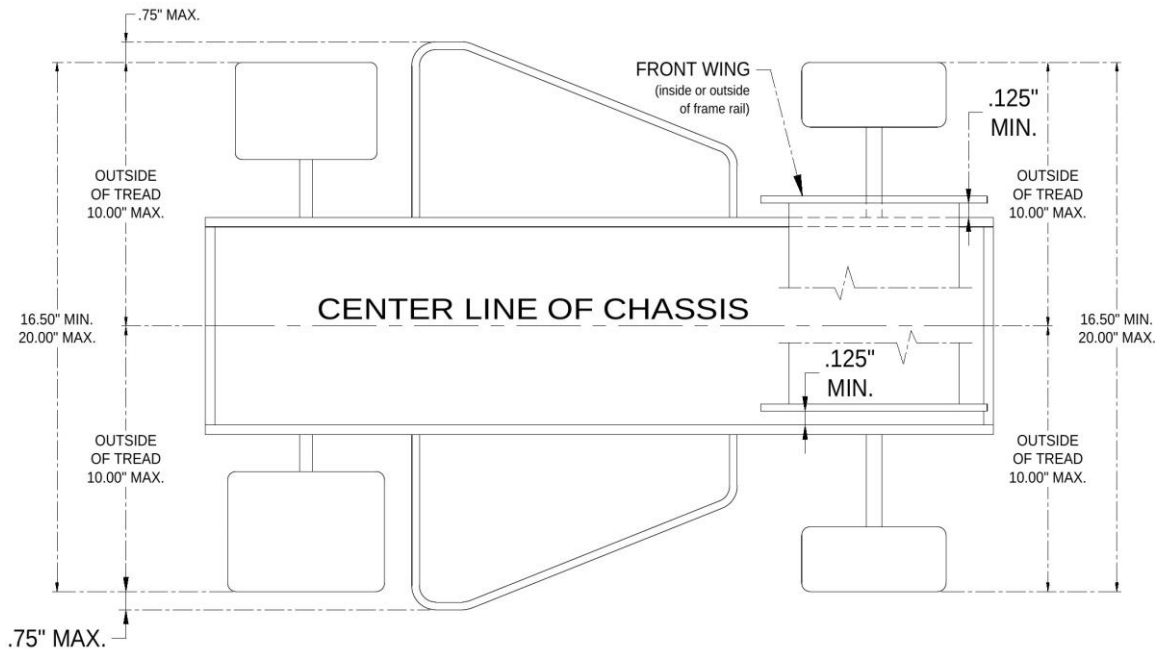 .75" MAX.
FRONT WING
(inside or outside
of frame rail)
.125"
MIN.
OUTSIDE
OF TREAD
10.00" MAX.
OUTSIDE
OF TREAD
10.00" MAX.
CENTER LINE OF CHASSIS
16.50" MIN.
20.00" MAX.
16.50" MIN.
20.00" MAX.
.125"
MIN.
OUTSIDE
OF TREAD
10.00" MAX.
OUTSIDE
OF TREAD
10.00" MAX.
.75" MAX.